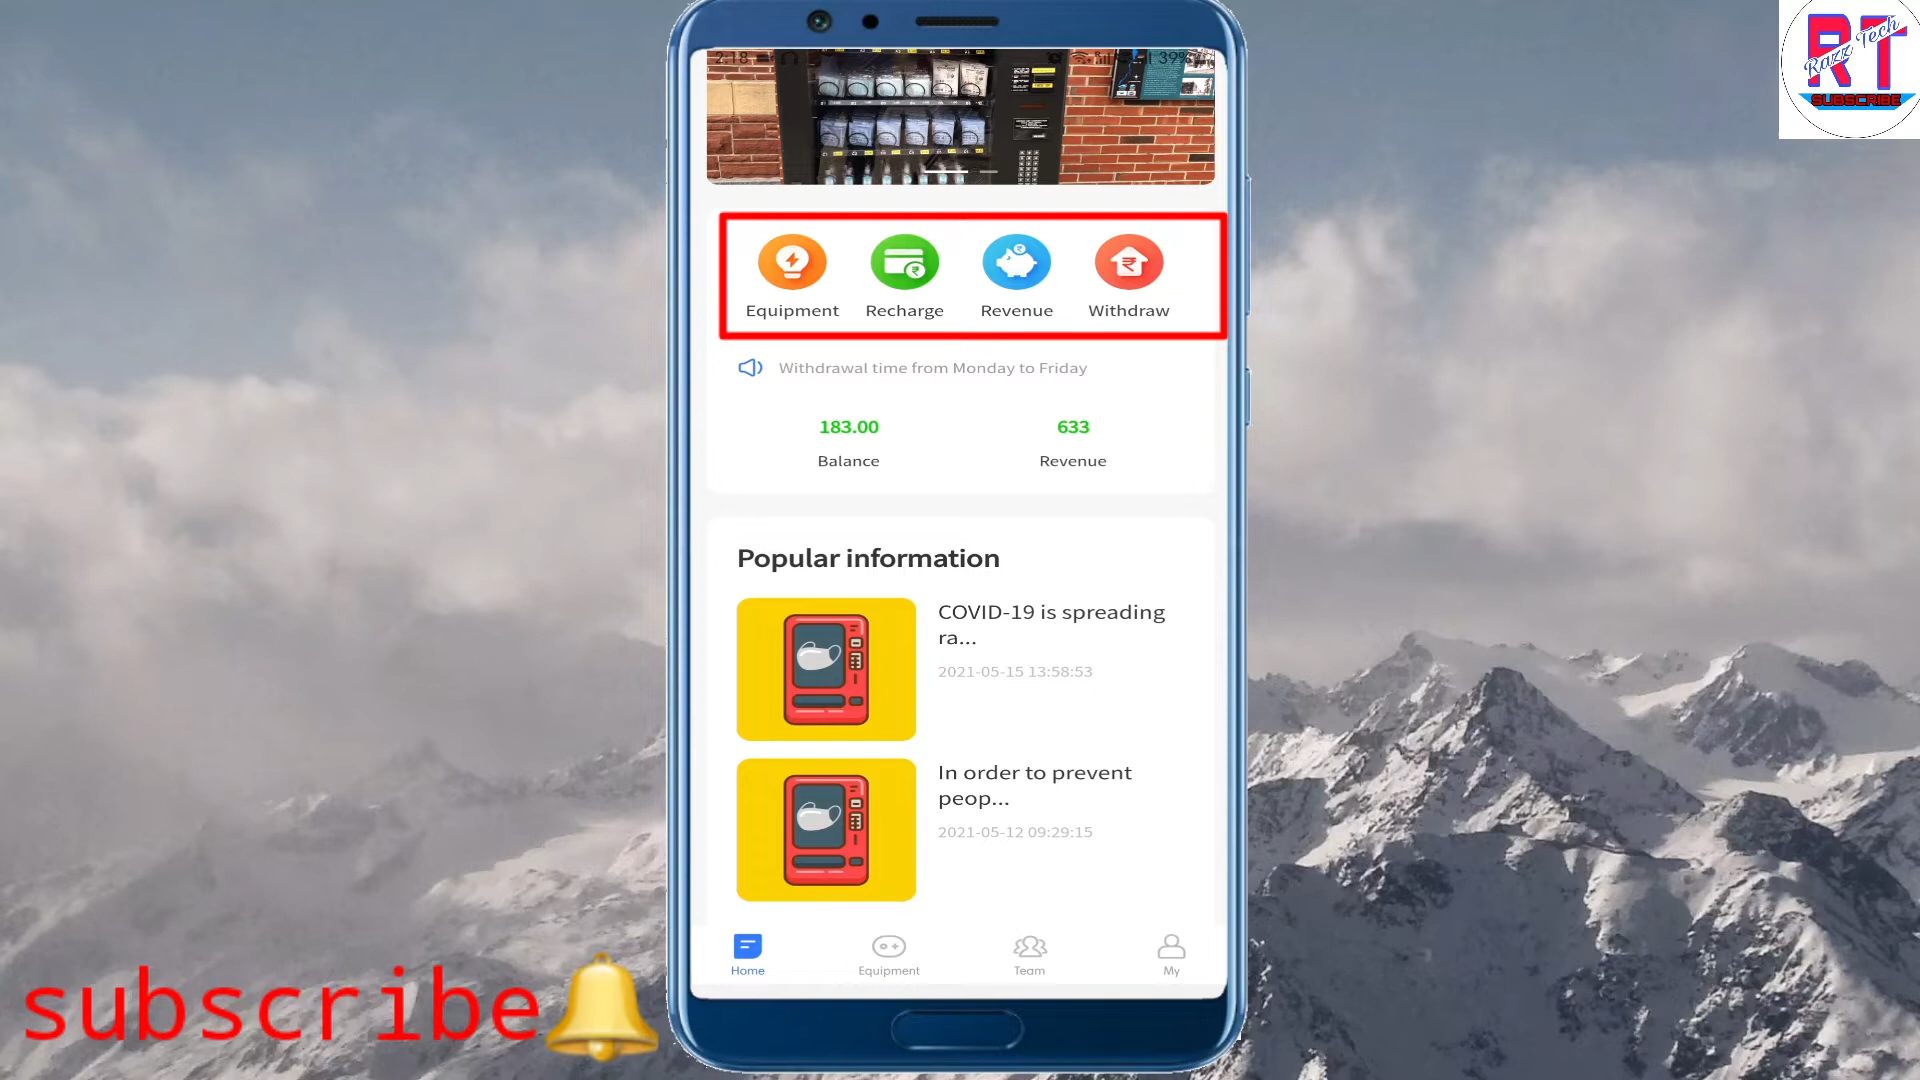 2:18
39%
RT
Razz Tech
SUBSCRIBE
Equipment Recharge Revenue Withdraw
Withdrawal time from Monday to Friday
183.00 633
Balance Revenue
Popular information
COVID-19 is spreading
ra...
2021-05-15 13:58:53
In order to prevent
peop...
2021-05-12 09:29:15
Home Equipment Team My
subscribe